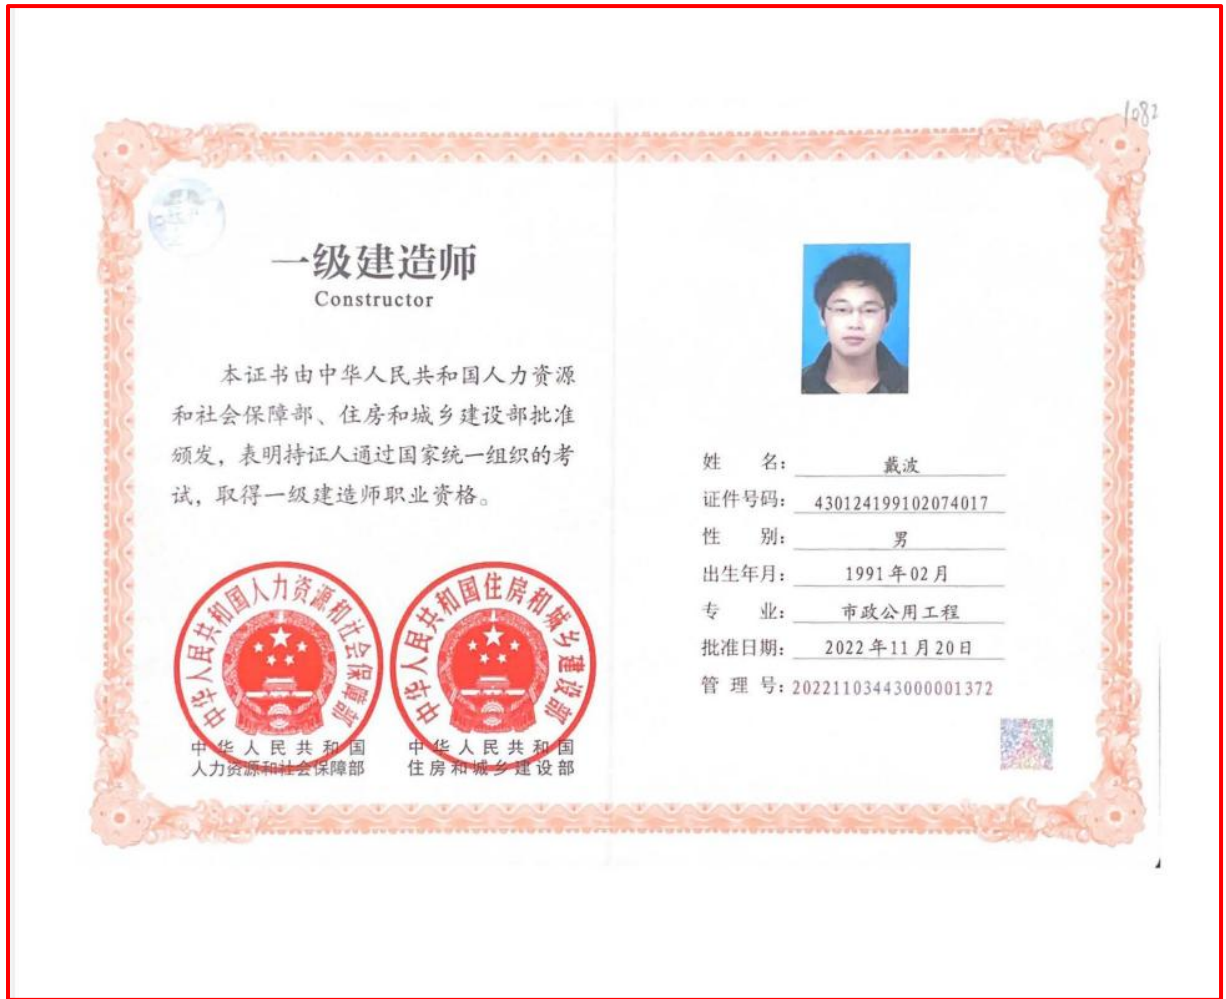 1082
一级建造师
Constructor
本证书由中华人民共和国人力资源
和社会保障部、住房和城乡建设部批准
颁发，表明持证人通过国家统一组织的考
试，取得一级建造师职业资格。
中华人民共和国人力资源和社会保障部
中华人民共和国
人力资源和社会保障部
中华人民共和国住房和城乡建设部
中华人民共和国
住房和城乡建设部
姓 名： 戴波
证件号码： 430124199102074017
性 别： 男
出生年月： 1991年02月
专 业： 市政公用工程
批准日期： 2022年11月20日
管 理 号：20221103443000001372